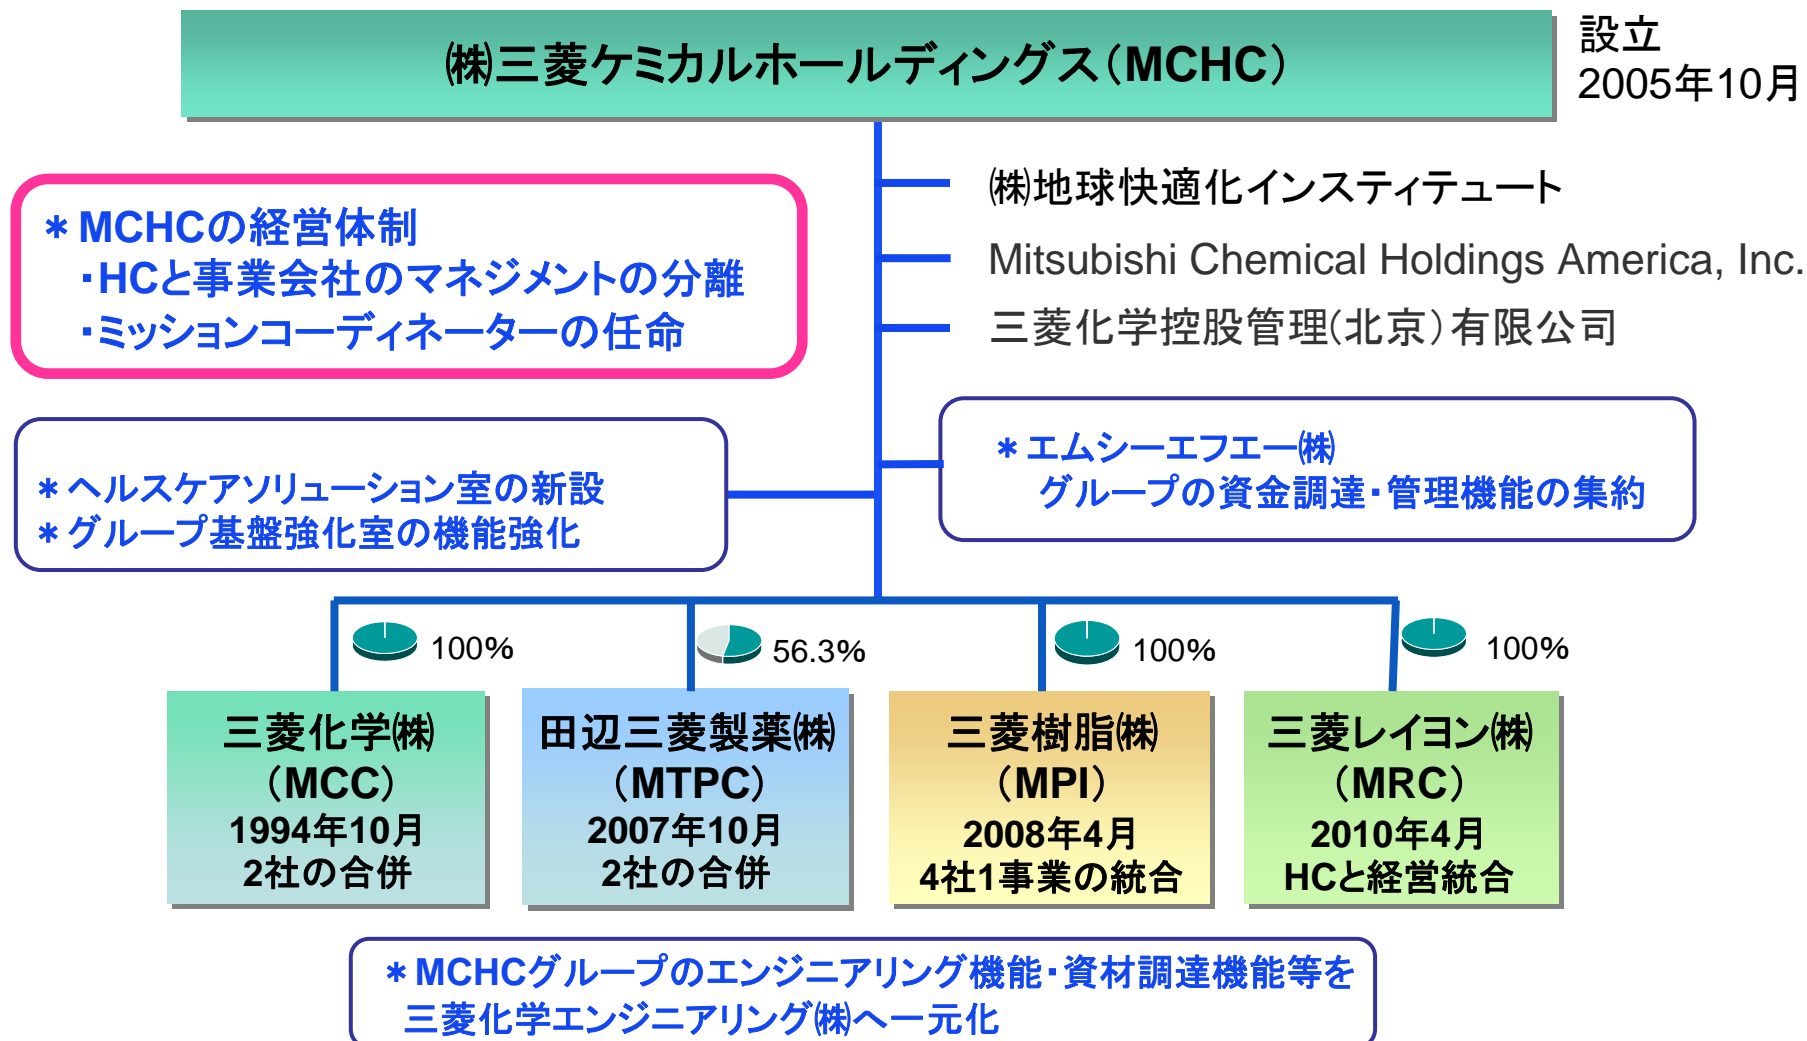 ㈱三菱ケミカルホールディングス（MCHC）
設立
2005年10月
㈱地球快適化インスティテュート
Mitsubishi Chemical Holdings America, Inc.
三菱化学控股管理(北京）有限公司
＊MCHCの経営体制
・HCと事業会社のマネジメントの分離
・ミッションコーディネーターの任命
＊エムシーエフエー㈱
グループの資金調達・管理機能の集約
＊ヘルスケアソリューション室の新設
＊グループ基盤強化室の機能強化
100%
56.3%
100%
100%
三菱化学㈱
（MCC）
1994年10月
2社の合併
田辺三菱製薬㈱
（MTPC）
2007年10月
2社の合併
三菱樹脂㈱
（MPI）
2008年4月
4社1事業の統合
三菱レイヨン㈱
（MRC）
2010年4月
HCと経営統合
＊MCHCグループのエンジニアリング機能・資材調達機能等を
三菱化学エンジニアリング㈱へ一元化